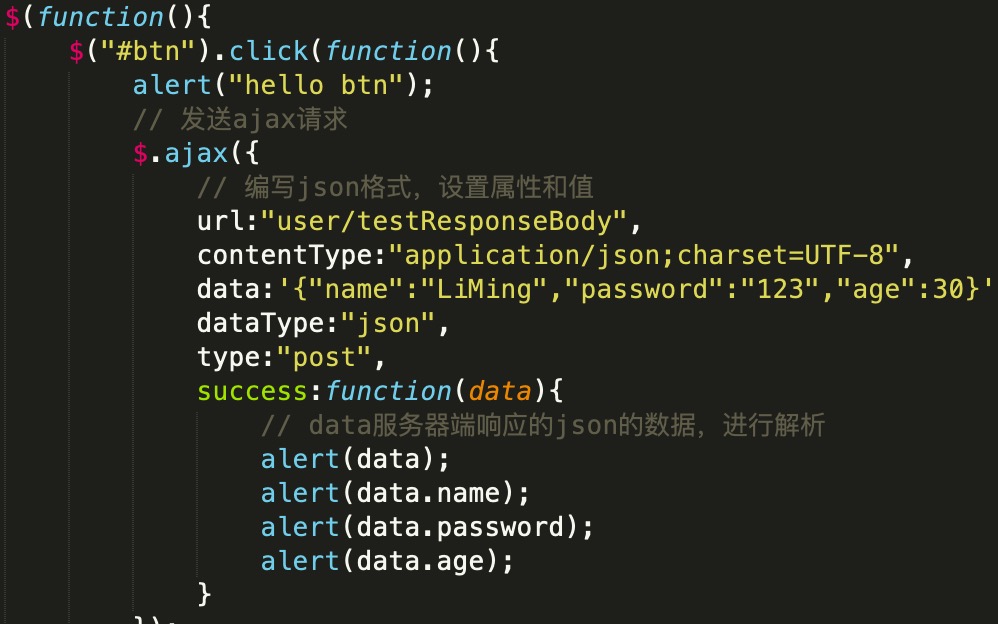 $(function(){
$("#btn").click(function(){
alert("hello btn");
// 发送ajax请求
$.ajax({
// 编写json格式，设置属性和值
url:"user/testResponseBody",
contentType:"application/json;charset=UTF-8",
data:'{"name":"LiMing","password":"123","age":30}'
dataType:"json",
type:"post",
success:function(data){
// data服务器端响应的json的数据，进行解析
alert(data);
alert(data.name);
alert(data.password);
alert(data.age);
}
});